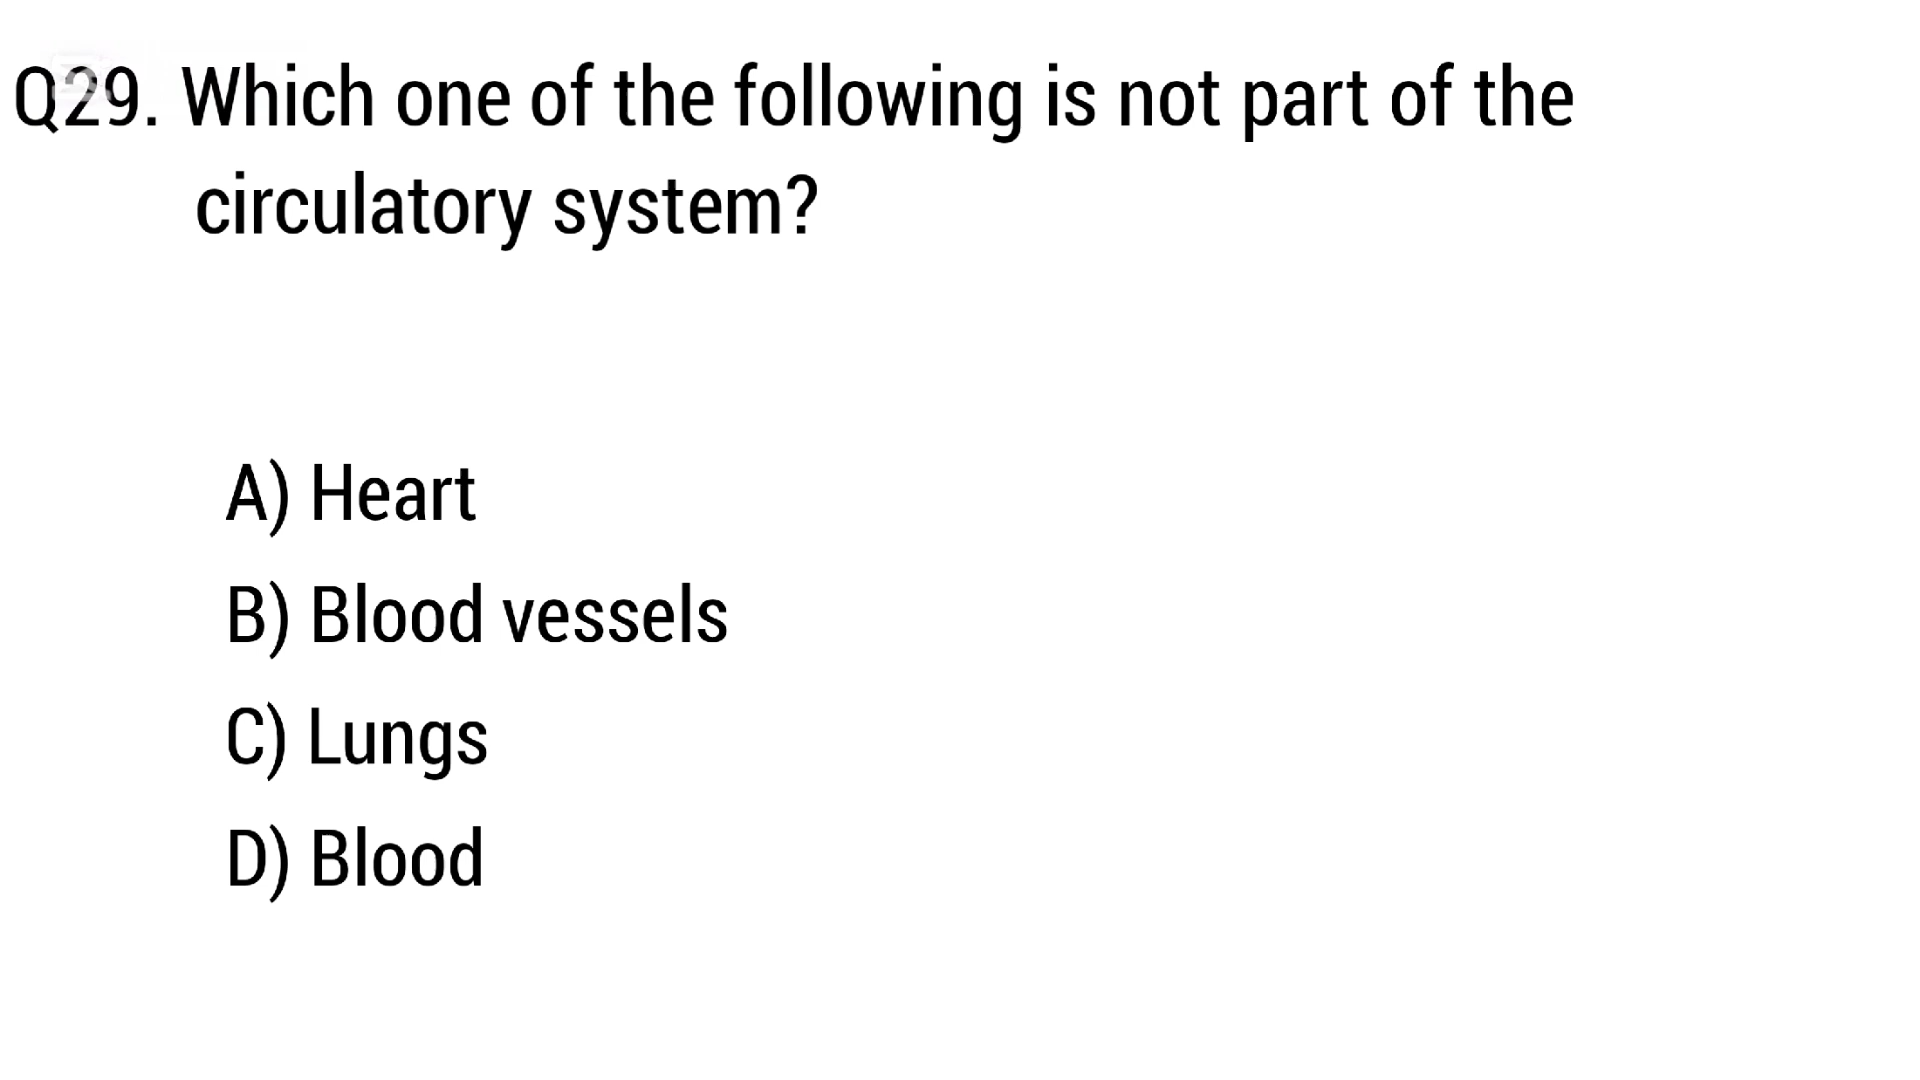 Q29. Which one of the following is not part of the
circulatory system?
A) Heart
B) Blood vessels
C) Lungs
D) Blood